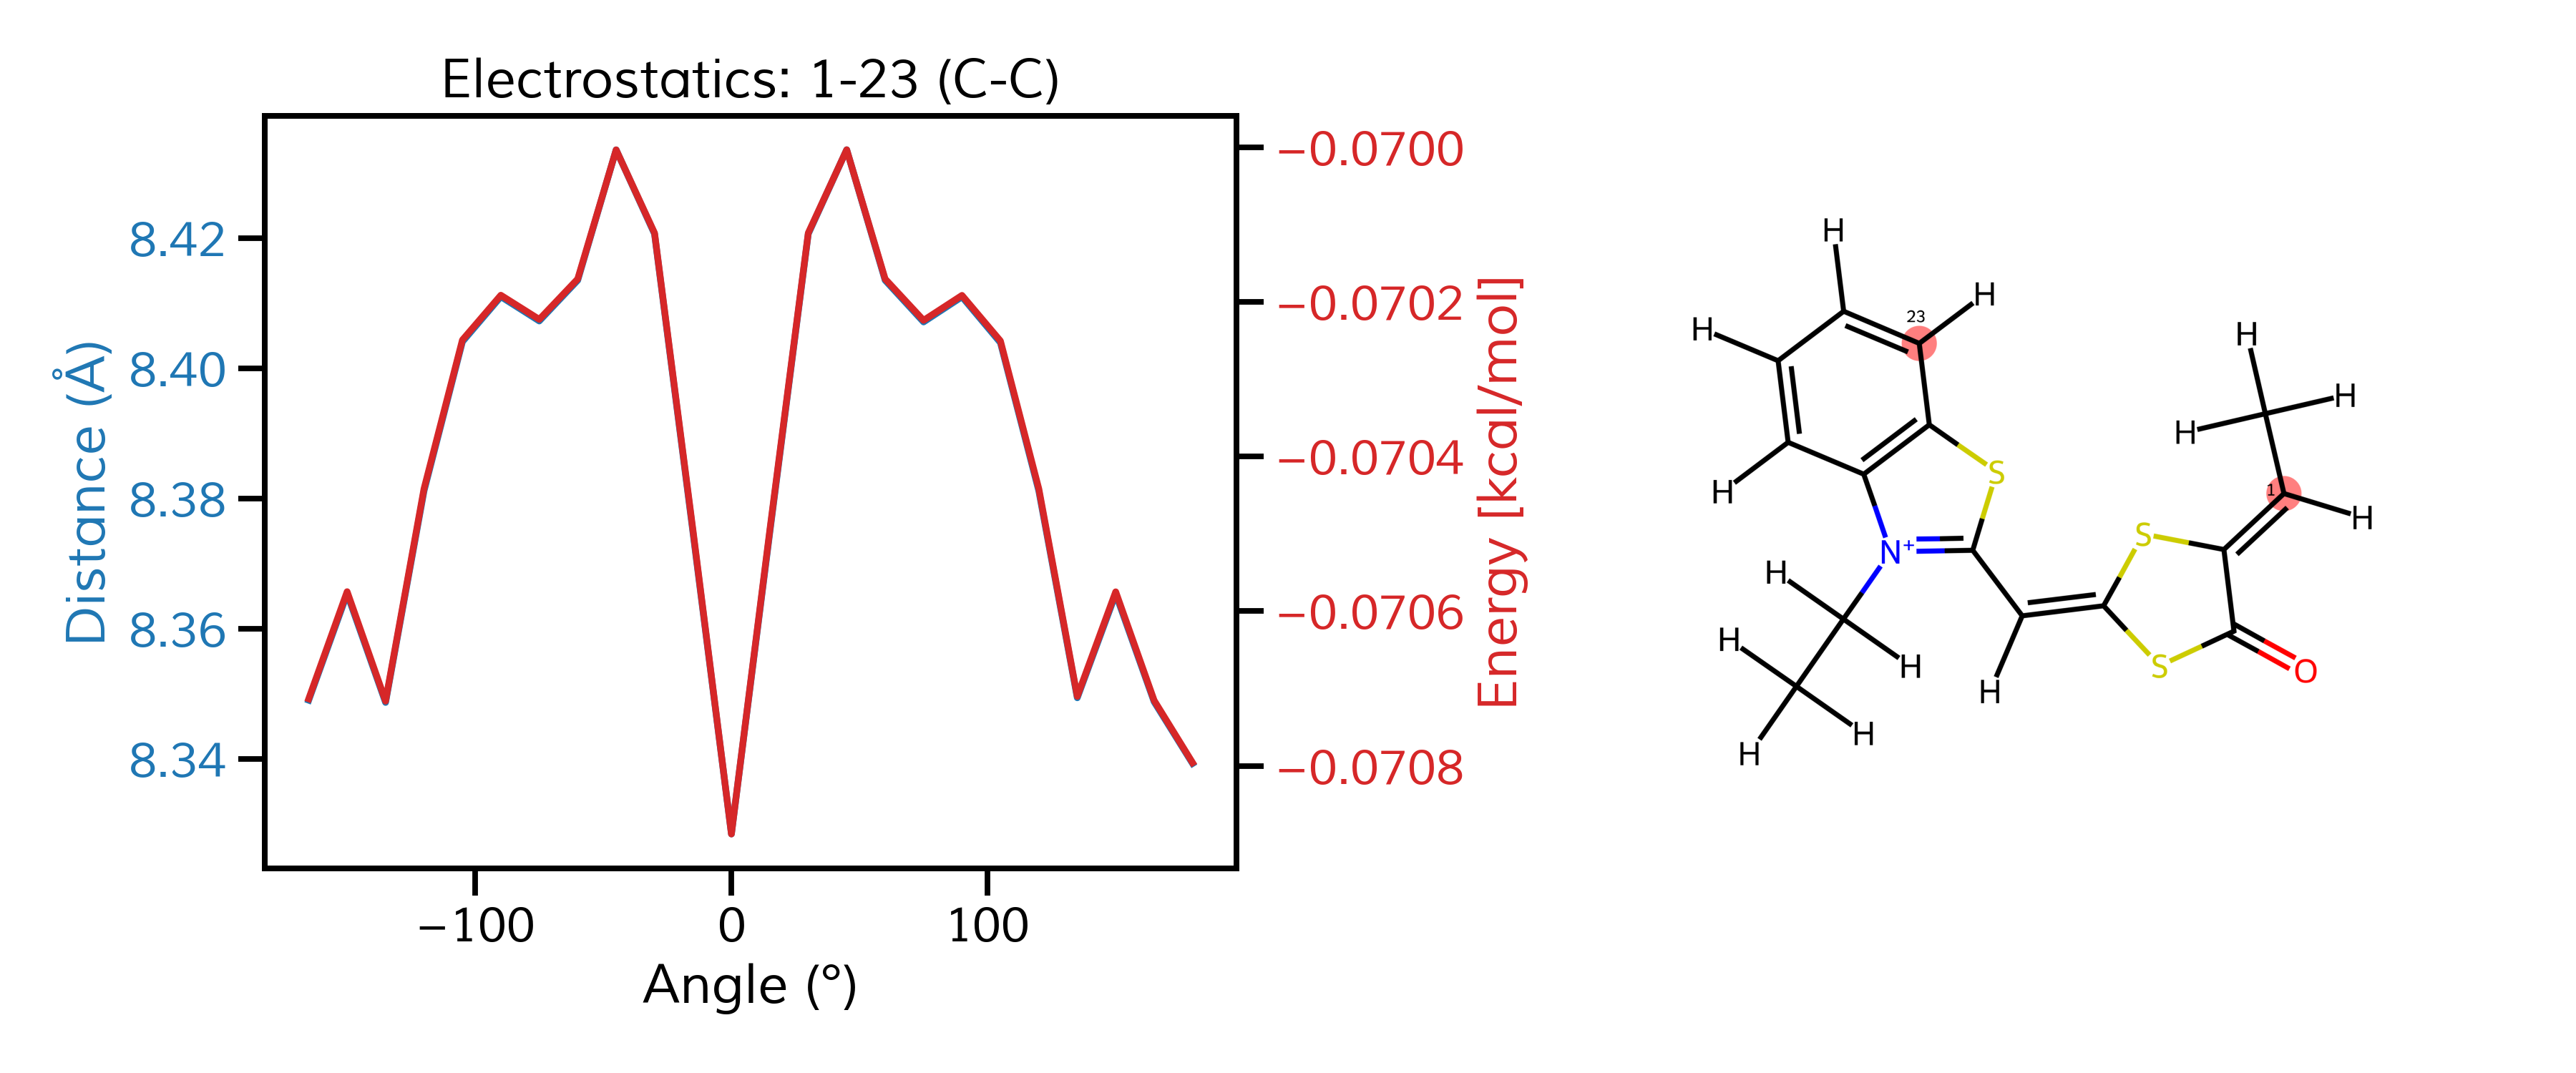 Electrostatics: 1-23 (C-C)
Distance (Å)
8.42
8.40
8.38
8.36
8.34
−0.0700
−0.0702
−0.0704
−0.0706
−0.0708
Energy [kcal/mol]
−100
0
100
Angle (°)
H
H
23
H
H
H
H
H
H
S
1
H
S
N+
H
H
H
H
S
O
H
H
H